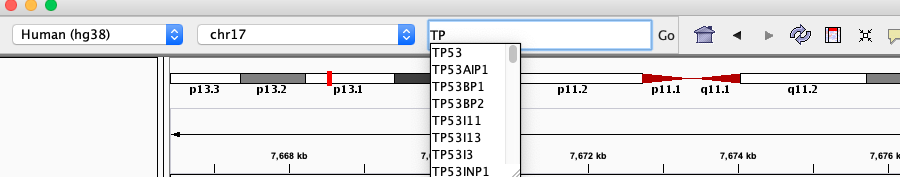 Human (hg38) chr17 TP Go
TP53
TP53AIP1
TP53BP1
TP53BP2
TP53I11
TP53I13
TP53I3
TP53INP1
p13.3 p13.2 p13.1 p11.2 p11.1 q11.1 q11.2
7,668 kb 7,672 kb 7,674 kb 7,676 k